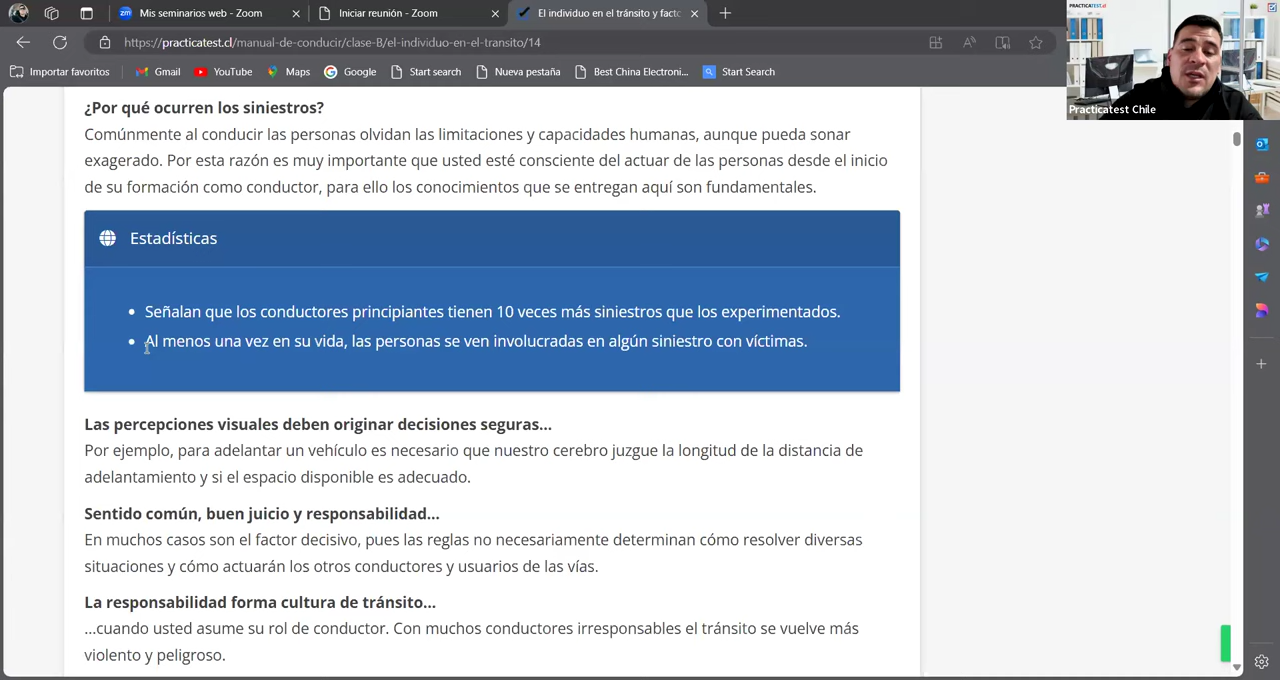 Mis seminarios web - Zoom
Iniciar reunión - Zoom
El individuo en el tránsito y facto
https://practicatest.cl/manual-de-conducir/clase-B/el-individuo-en-el-transito/14
Importar favoritos
Gmail
YouTube
Maps
Google
Start search
Nueva pestaña
Best China Electroni...
Start Search
PRACTICATEST.cl
Practicatest Chile
¿Por qué ocurren los siniestros?
Comúnmente al conducir las personas olvidan las limitaciones y capacidades humanas, aunque pueda sonar
exagerado. Por esta razón es muy importante que usted esté consciente del actuar de las personas desde el inicio
de su formación como conductor, para ello los conocimientos que se entregan aquí son fundamentales.
Estadísticas
• Señalan que los conductores principiantes tienen 10 veces más siniestros que los experimentados.
• Al menos una vez en su vida, las personas se ven involucradas en algún siniestro con víctimas.
Las percepciones visuales deben originar decisiones seguras...
Por ejemplo, para adelantar un vehículo es necesario que nuestro cerebro juzgue la longitud de la distancia de
adelantamiento y si el espacio disponible es adecuado.
Sentido común, buen juicio y responsabilidad...
En muchos casos son el factor decisivo, pues las reglas no necesariamente determinan cómo resolver diversas
situaciones y cómo actuarán los otros conductores y usuarios de las vías.
La responsabilidad forma cultura de tránsito...
...cuando usted asume su rol de conductor. Con muchos conductores irresponsables el tránsito se vuelve más
violento y peligroso.